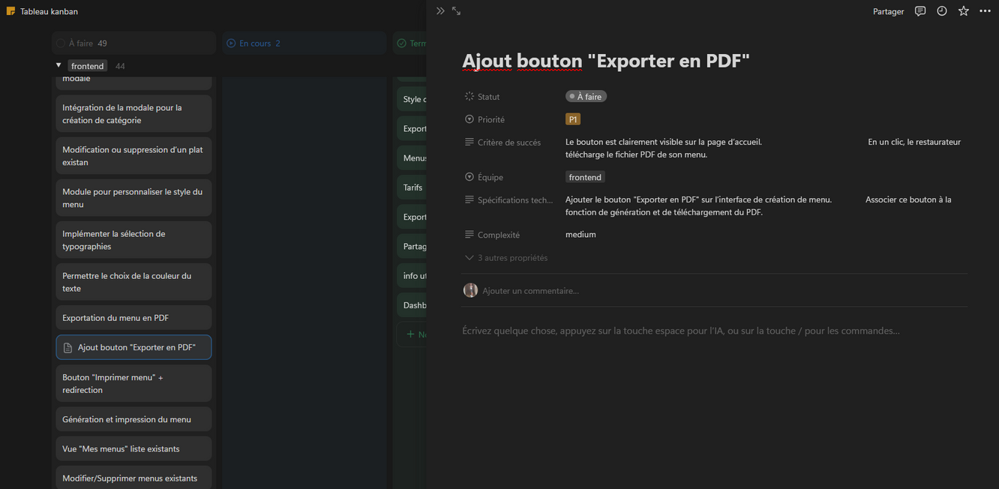 Tableau kanban
À faire 49
En cours 2
Term
frontend 44
modale
Intégration de la modale pour la
création de catégorie
Modification ou suppression d'un plat
existan
Module pour personnaliser le style du
menu
Implémenter la sélection de
typographies
Permettre le choix de la couleur du
texte
Exportation du menu en PDF
Ajout bouton "Exporter en PDF"
Bouton "Imprimer menu" +
redirection
Génération et impression du menu
Vue "Mes menus" liste existants
Modifier/Supprimer menus existants
Style
Export
Menus
Tarifs
Export
Partag
info ut
Dashb
+ No
Partager
Ajout bouton "Exporter en PDF"
Statut À faire
Priorité P1
Critère de succés Le bouton est clairement visible sur la page d'accueil. En un clic, le restaurateur
télécharge le fichier PDF de son menu.
Équipe frontend
Spécifications tech... Ajouter le bouton "Exporter en PDF" sur l'interface de création de menu. Associer ce bouton à la
fonction de génération et de téléchargement du PDF.
Complexité medium
3 autres propriétés
Ajouter un commentaire...
Écrivez quelque chose, appuyez sur la touche espace pour l'IA, ou sur la touche / pour les commandes...